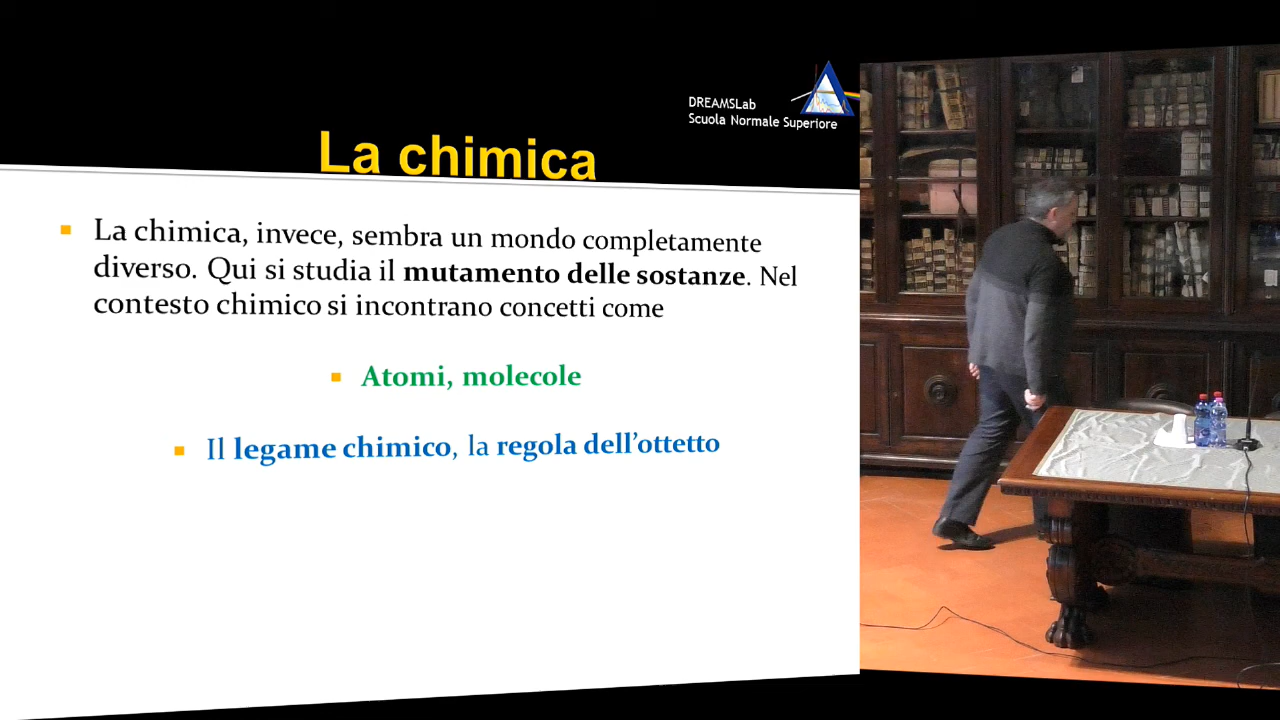 DREAMSLab
Scuola Normale Superiore
La chimica
La chimica, invece, sembra un mondo completamente
diverso. Qui si studia il mutamento delle sostanze. Nel
contesto chimico si incontrano concetti come
Atomi, molecole
Il legame chimico, la regola dell'ottetto